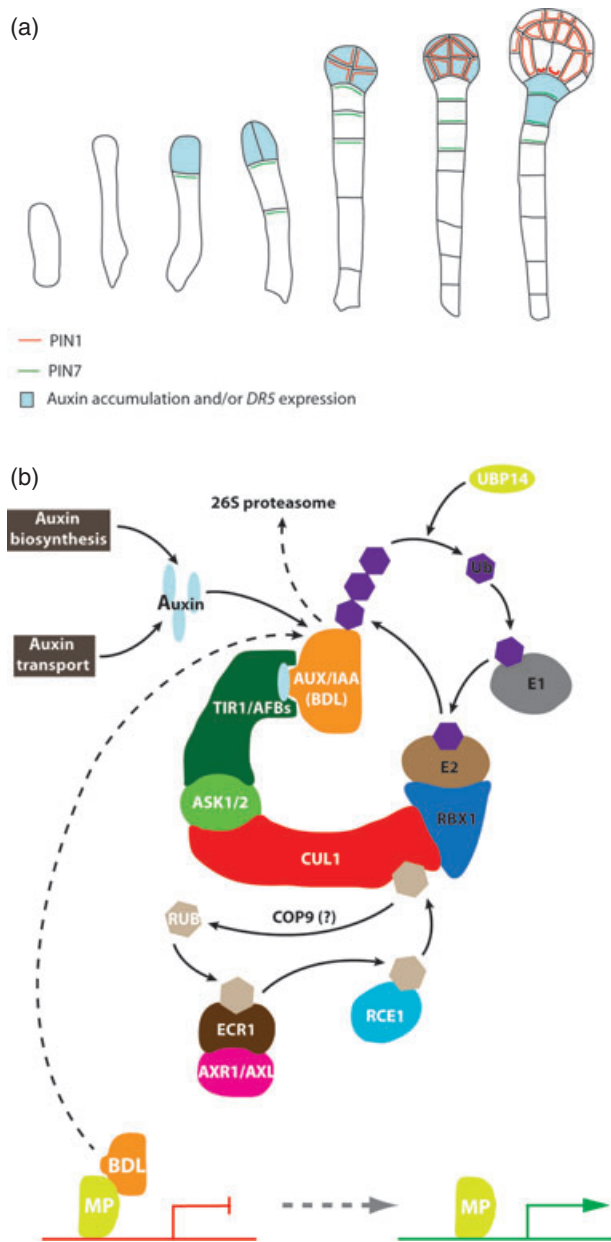 (a)
PIN1
PIN7
Auxin accumulation and/or DR5 expression
(b)
UBP14
26S proteasome
Auxin
biosynthesis
Ub
Auxin
E1
Auxin
transport
AUX/IAA
(BDL)
TIR1/AFBs
E2
RBX1
ASK1/2
CUL1
COP9 (?)
RUB
RCE1
ECR1
AXR1/AXL
BDL
MP
MP